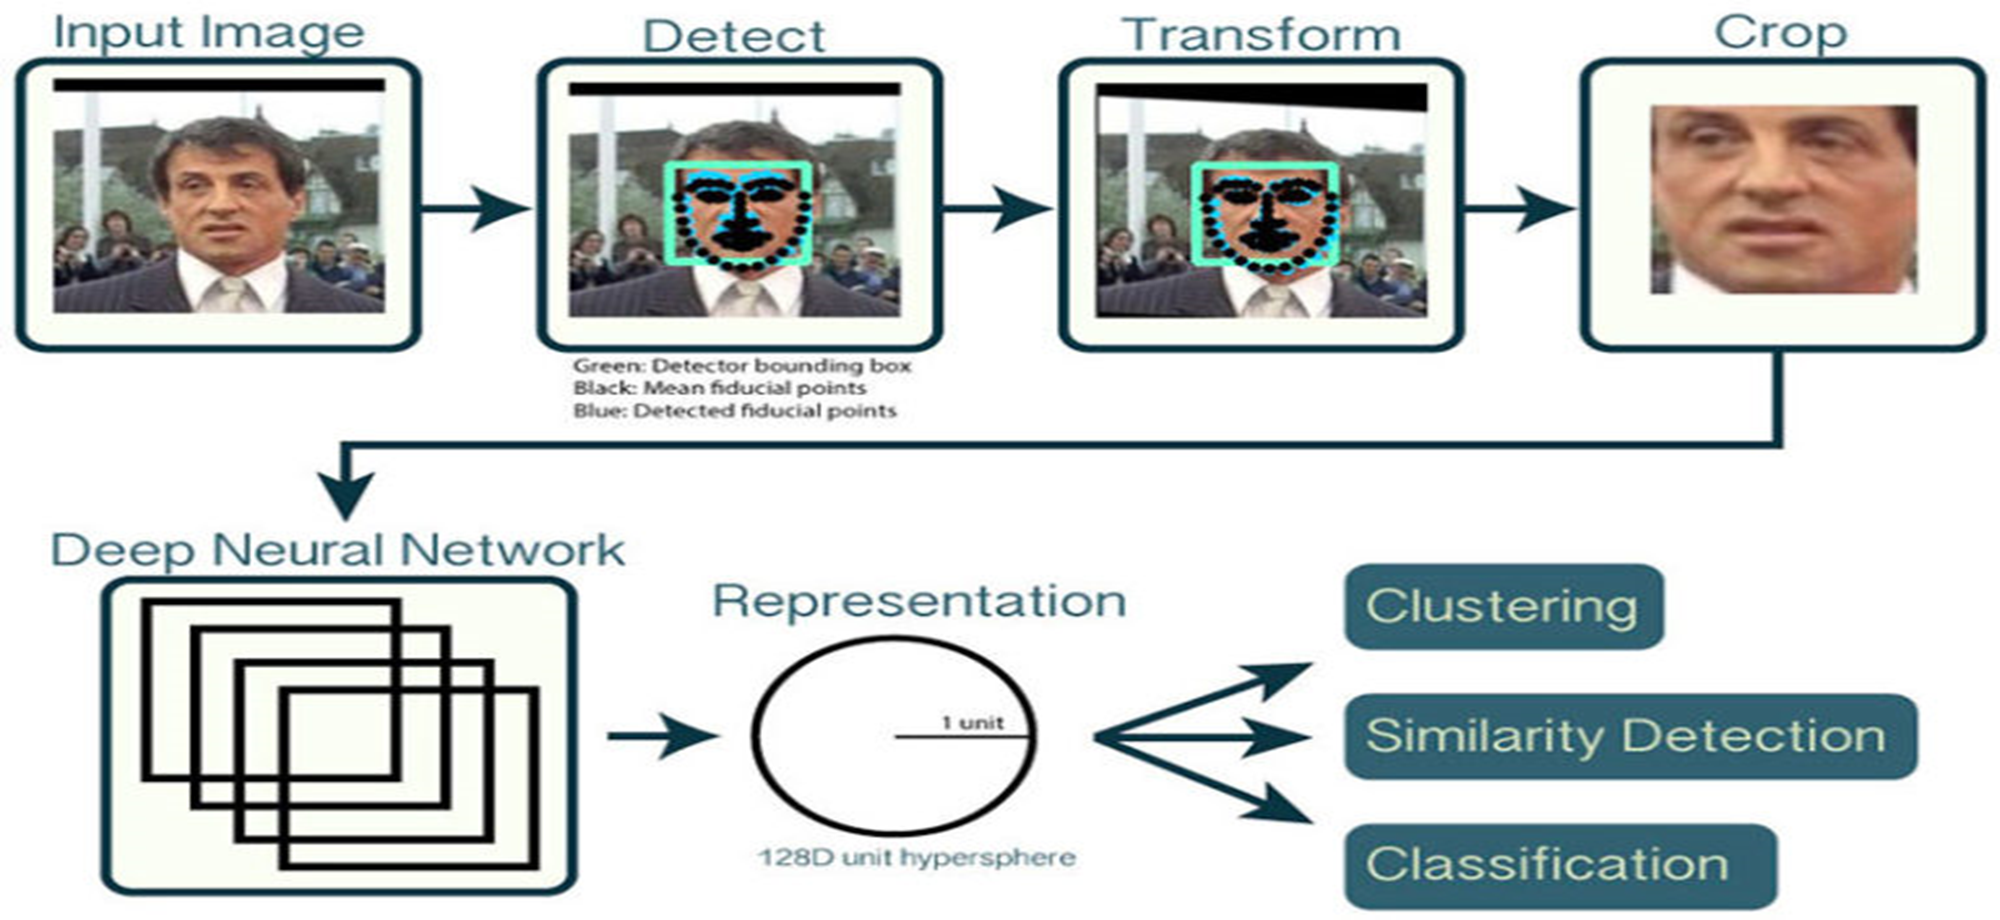 Input Image
Detect
Transform
Crop
Green: Detector bounding box
Black: Mean fiducial points
Blue: Detected fiducial points
Deep Neural Network
Representation
1 unit
128D unit hypersphere
Clustering
Similarity Detection
Classification